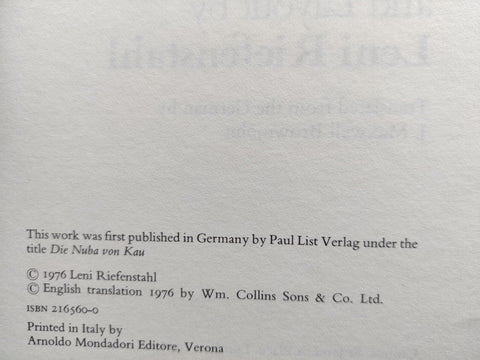 This work was first published in Germany by Paul List Verlag under the
title Die Nuba von Kau
© 1976 Leni Riefenstahl
© English translation 1976 by Wm. Collins Sons & Co. Ltd.
ISBN 216560-0
Printed in Italy by
Arnoldo Mondadori Editore, Verona